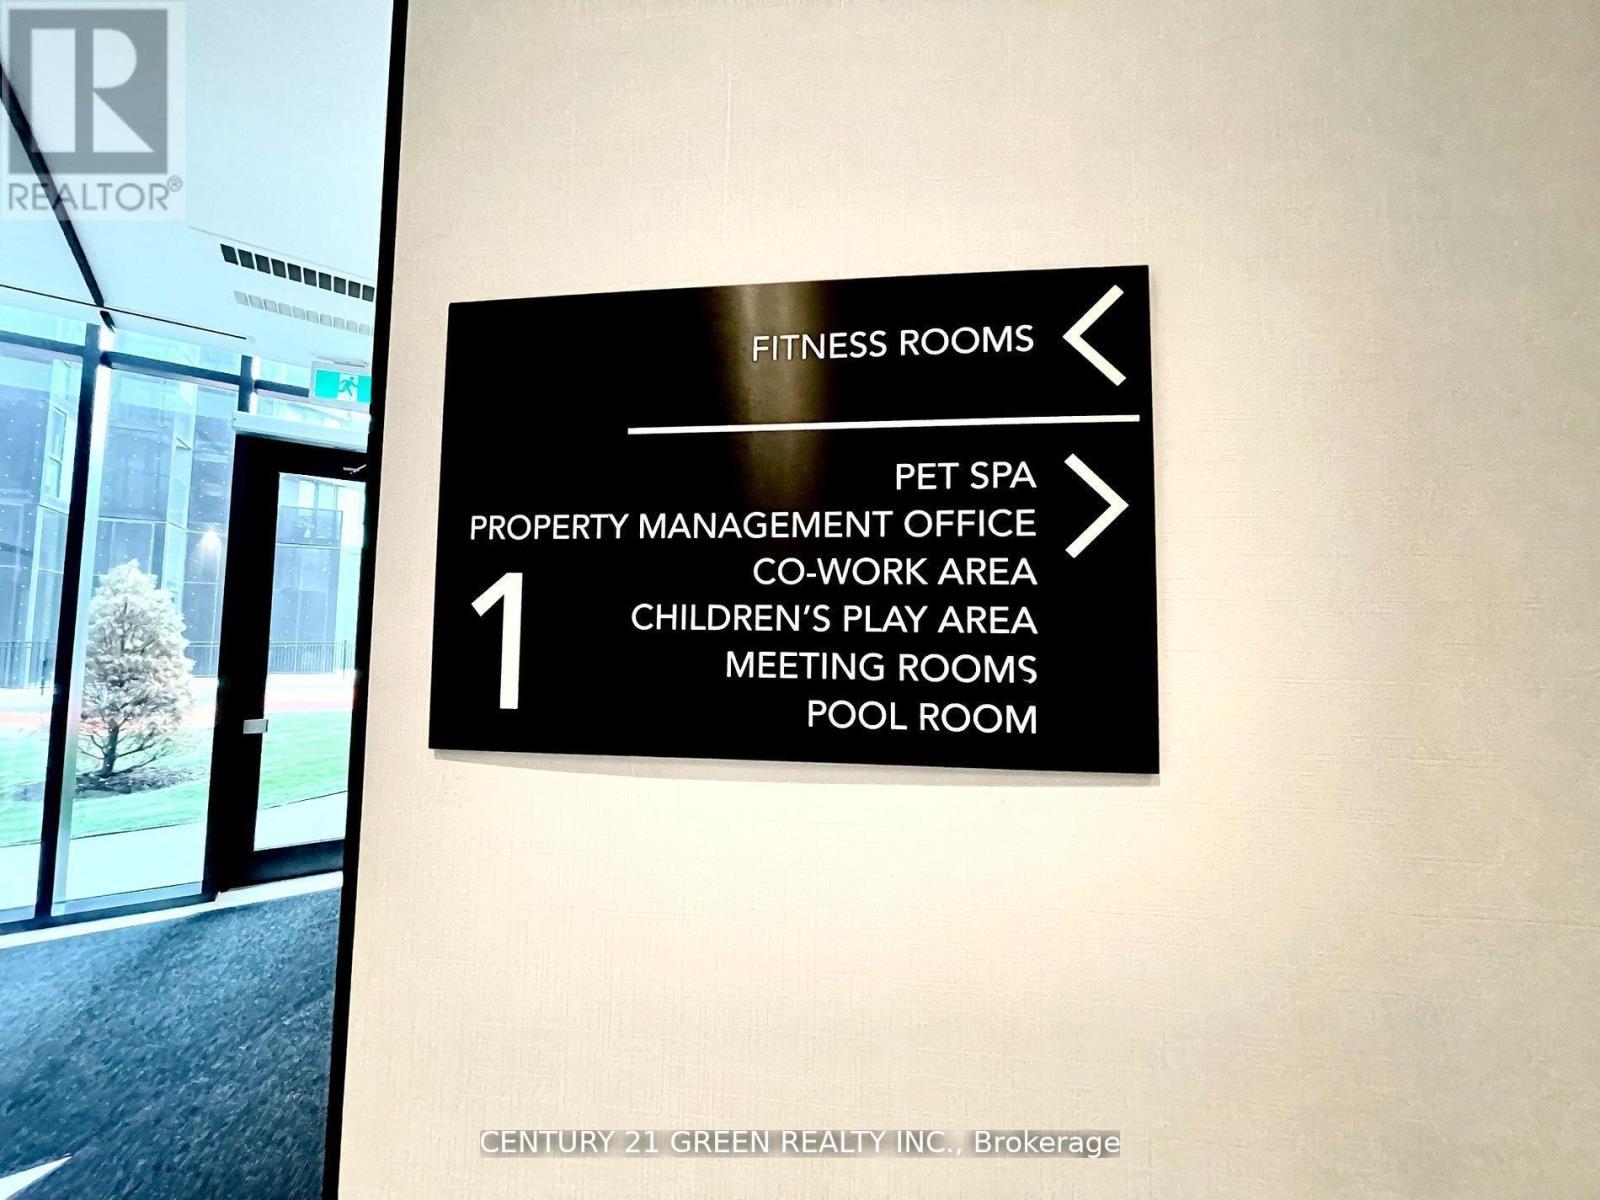 REALTOR®
FITNESS ROOMS
PET SPA
PROPERTY MANAGEMENT OFFICE
CO-WORK AREA
CHILDREN'S PLAY AREA
MEETING ROOMS
POOL ROOM
1
CENTURY 21 GREEN REALTY INC., Brokerage